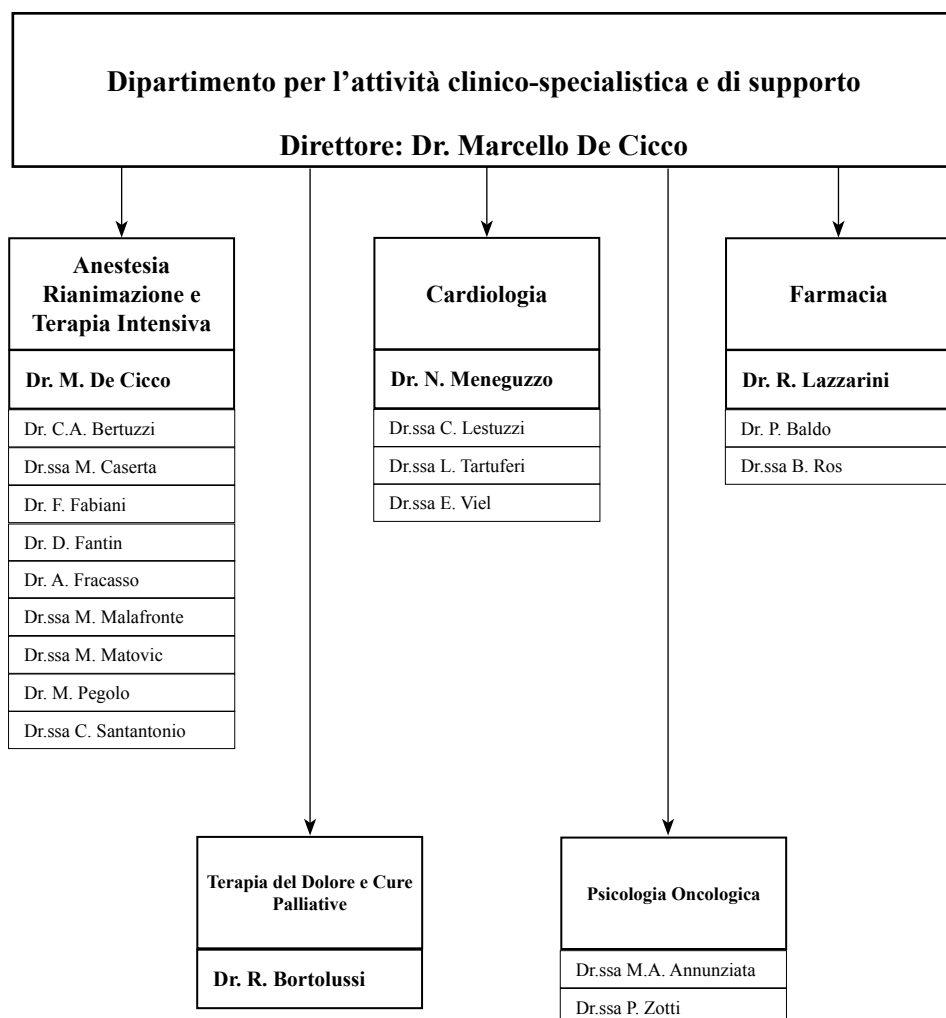 Dipartimento per l’attività clinico-specialistica e di supporto
Direttore: Dr. Marcello De Cicco
Anestesia
Rianimazione e
Terapia Intensiva
Dr. M. De Cicco
Dr. C.A. Bertuzzi
Dr.ssa M. Caserta
Dr. F. Fabiani
Dr. D. Fantin
Dr. A. Fracasso
Dr.ssa M. Malafronte
Dr.ssa M. Matovic
Dr. M. Pegolo
Dr.ssa C. Santantonio
Cardiologia
Dr. N. Meneguzzo
Dr.ssa C. Lestuzzi
Dr.ssa L. Tartuferi
Dr.ssa E. Viel
Farmacia
Dr. R. Lazzarini
Dr. P. Baldo
Dr.ssa B. Ros
Terapia del Dolore e Cure
Palliative
Dr. R. Bortolussi
Psicologia Oncologica
Dr.ssa M.A. Annunziata
Dr.ssa P. Zotti